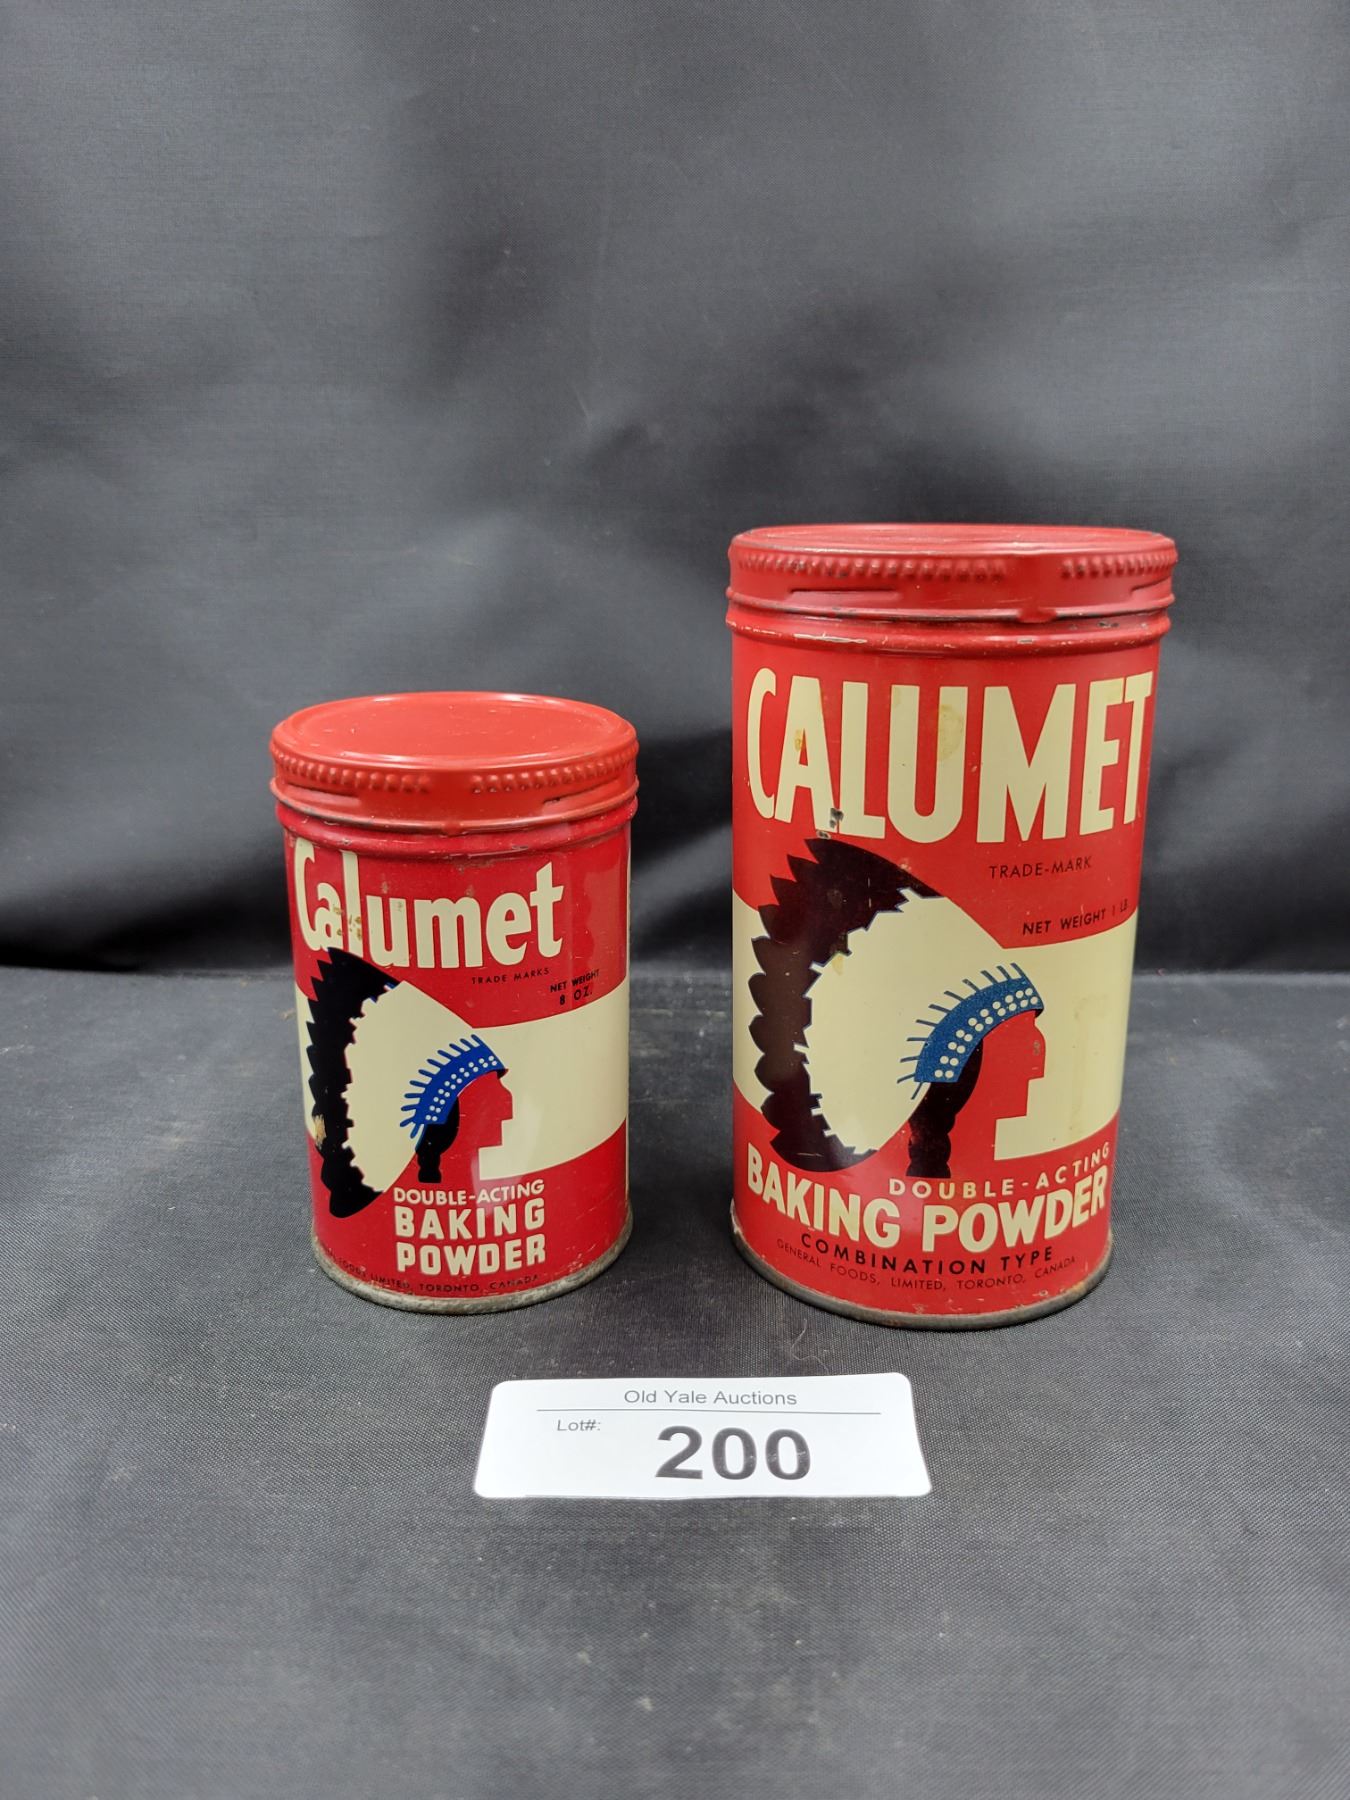 Calumet
TRADE MARKS
NET WEIGHT
8 OZ.
DOUBLE-ACTING
BAKING
POWDER
FOODS LIMITED, TORONTO, CANADA
CALUMET
TRADE-MARK
NET WEIGHT 1 LB
DOUBLE-ACTING
BAKING POWDER
COMBINATION TYPE
GENERAL FOODS, LIMITED, TORONTO, CANADA
Old Yale Auctions
Lot#:
200